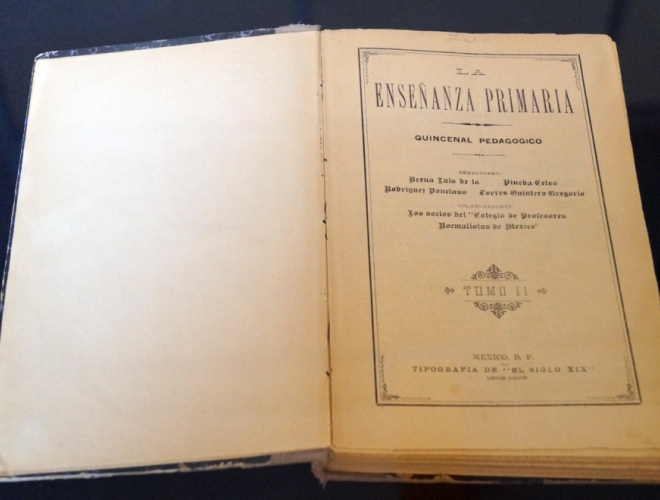 LA
ENSEÑANZA PRIMARIA
QUINCENAL PEDAGOGICO
REDACTORES:
Brena Luis de la Pineda Celso
Rodriguez Ponciano Torres Quintero Gregorio
COLABORADORES:
Los socios del "Colegio de Profesores
Normalistas de Mexico"
TOMO II
MEXICO, D. F.
TIPOGRAFIA DE "EL SIGLO XIX"